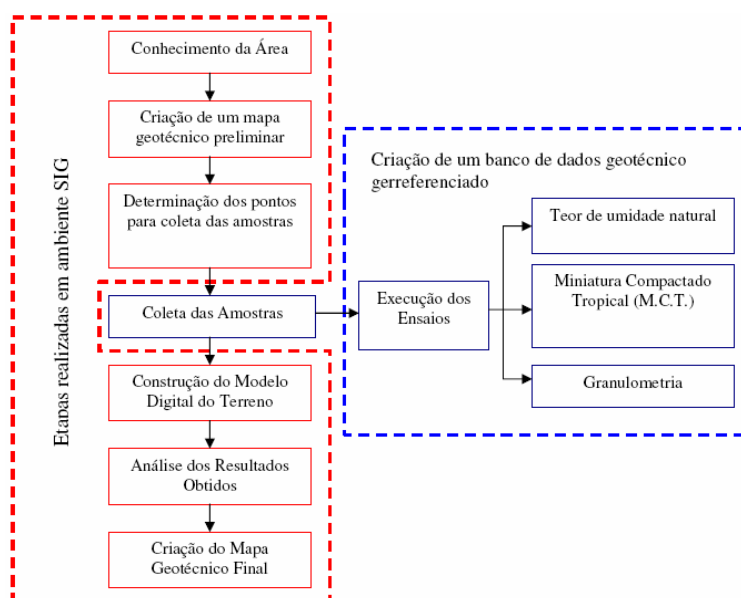 Etapas realizadas em ambiente SIG
Conhecimento da Área
Criação de um mapa
geotécnico preliminar
Determinação dos pontos
para coleta das amostras
Coleta das Amostras
Construção do Modelo
Digital do Terreno
Análise dos Resultados
Obtidos
Criação do Mapa
Geotécnico Final
Criação de um banco de dados geotécnico
gerreferenciado
Execução dos
Ensaios
Teor de umidade natural
Miniatura Compactado
Tropical (M.C.T.)
Granulometria